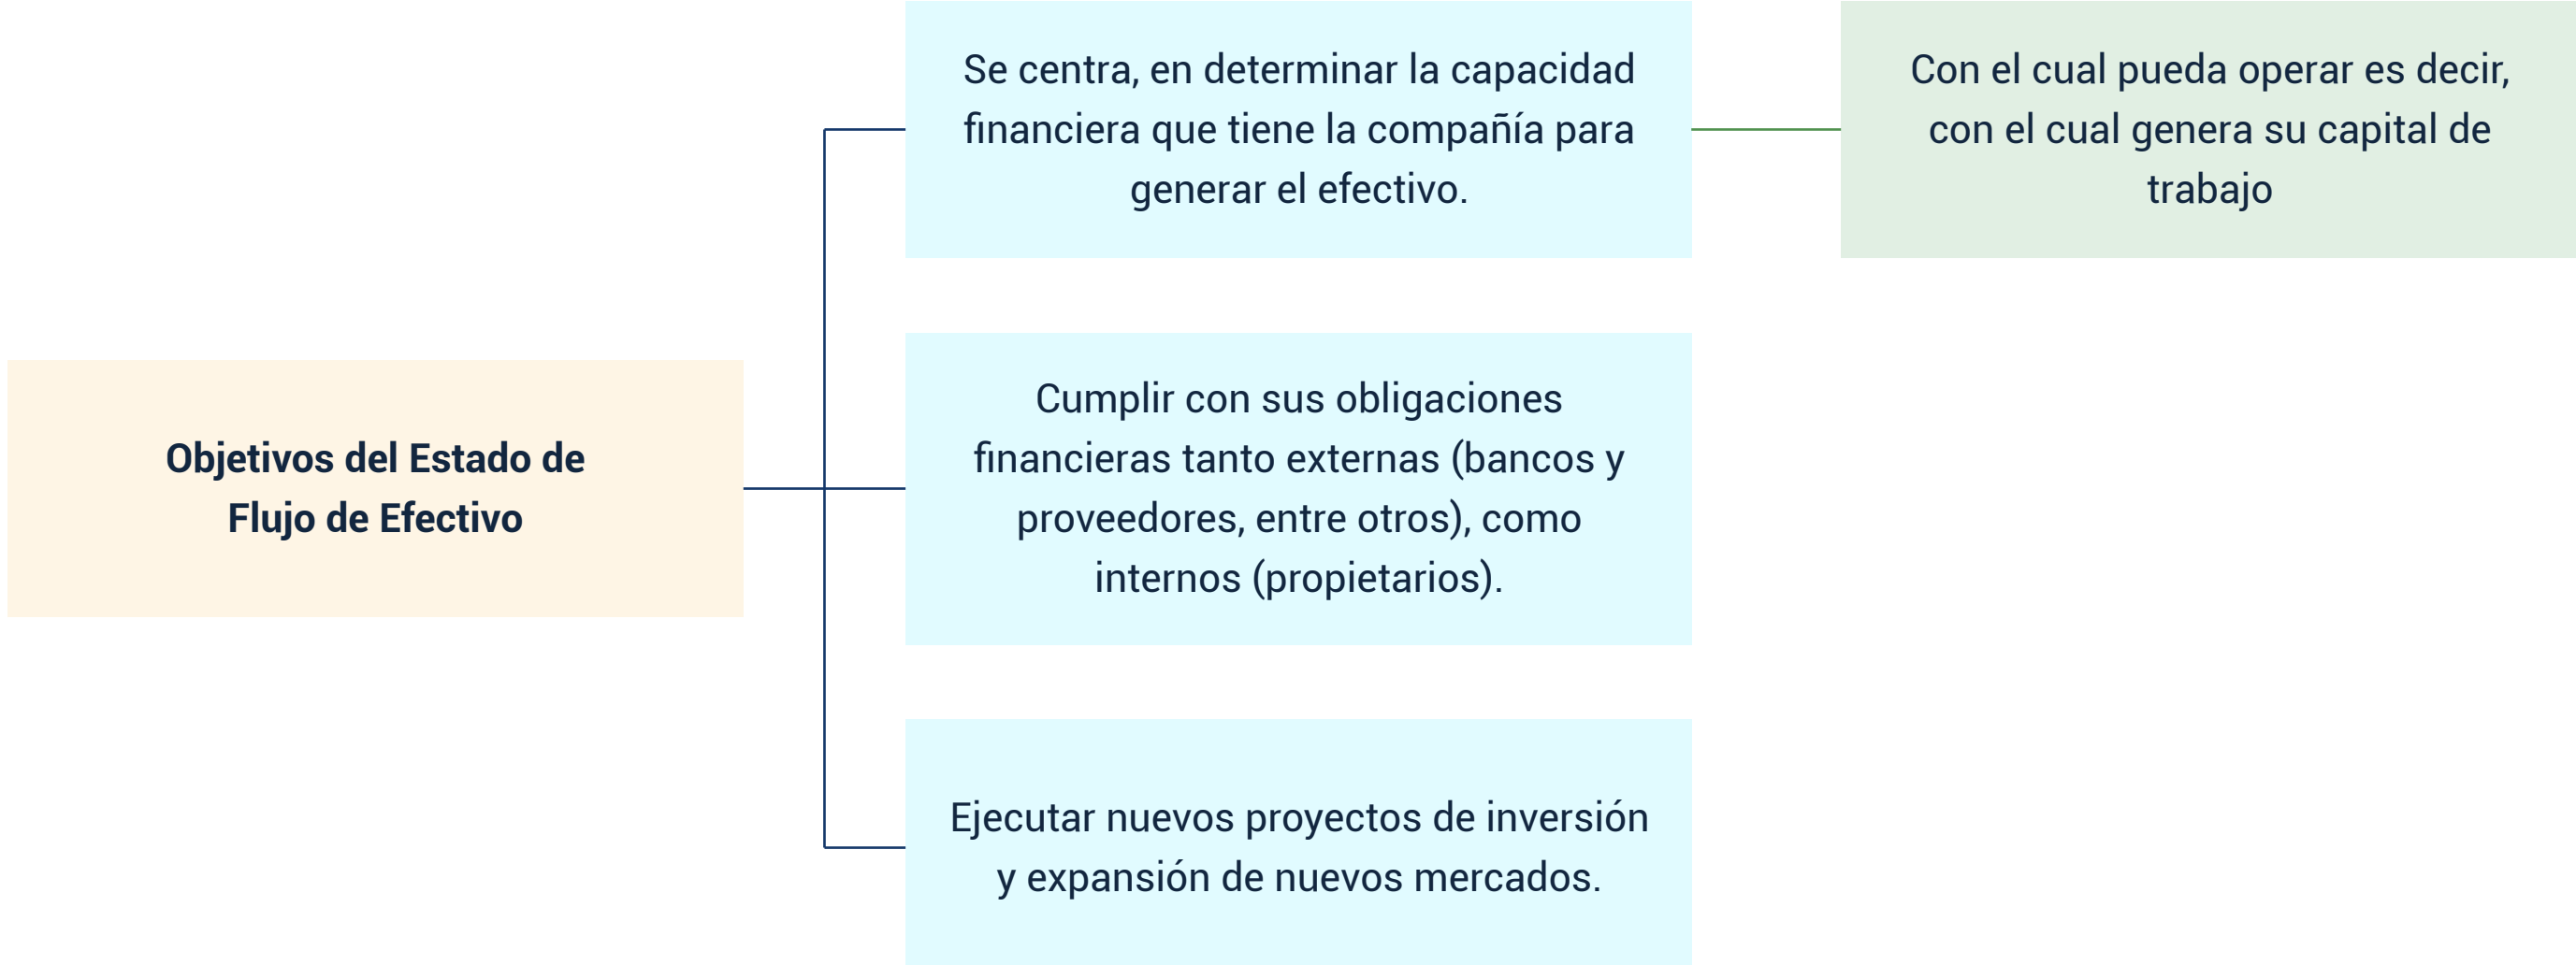 Objetivos del Estado de
Flujo de Efectivo
Se centra, en determinar la capacidad
financiera que tiene la compañía para
generar el efectivo.
Con el cual pueda operar es decir,
con el cual genera su capital de
trabajo
Cumplir con sus obligaciones
financieras tanto externas (bancos y
proveedores, entre otros), como
internos (propietarios).
Ejecutar nuevos proyectos de inversión
y expansión de nuevos mercados.